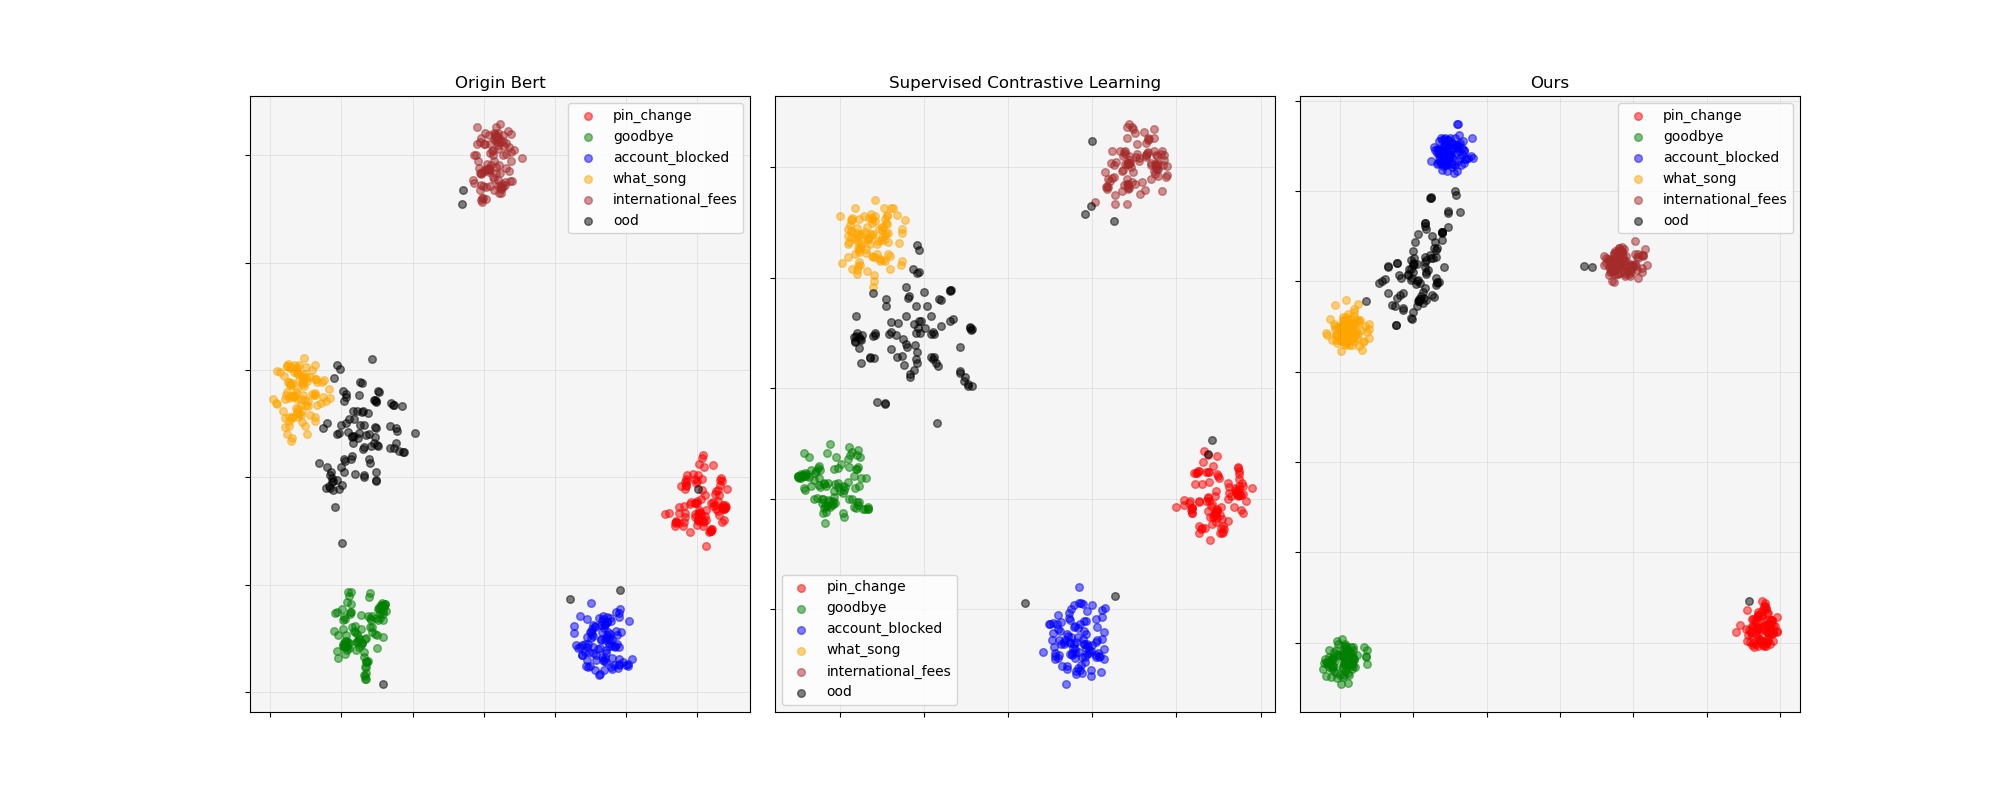 Origin Bert
pin_change
goodbye
account_blocked
what_song
international_fees
ood
Supervised Contrastive Learning
pin_change
goodbye
account_blocked
what_song
international_fees
ood
Ours
pin_change
goodbye
account_blocked
what_song
international_fees
ood